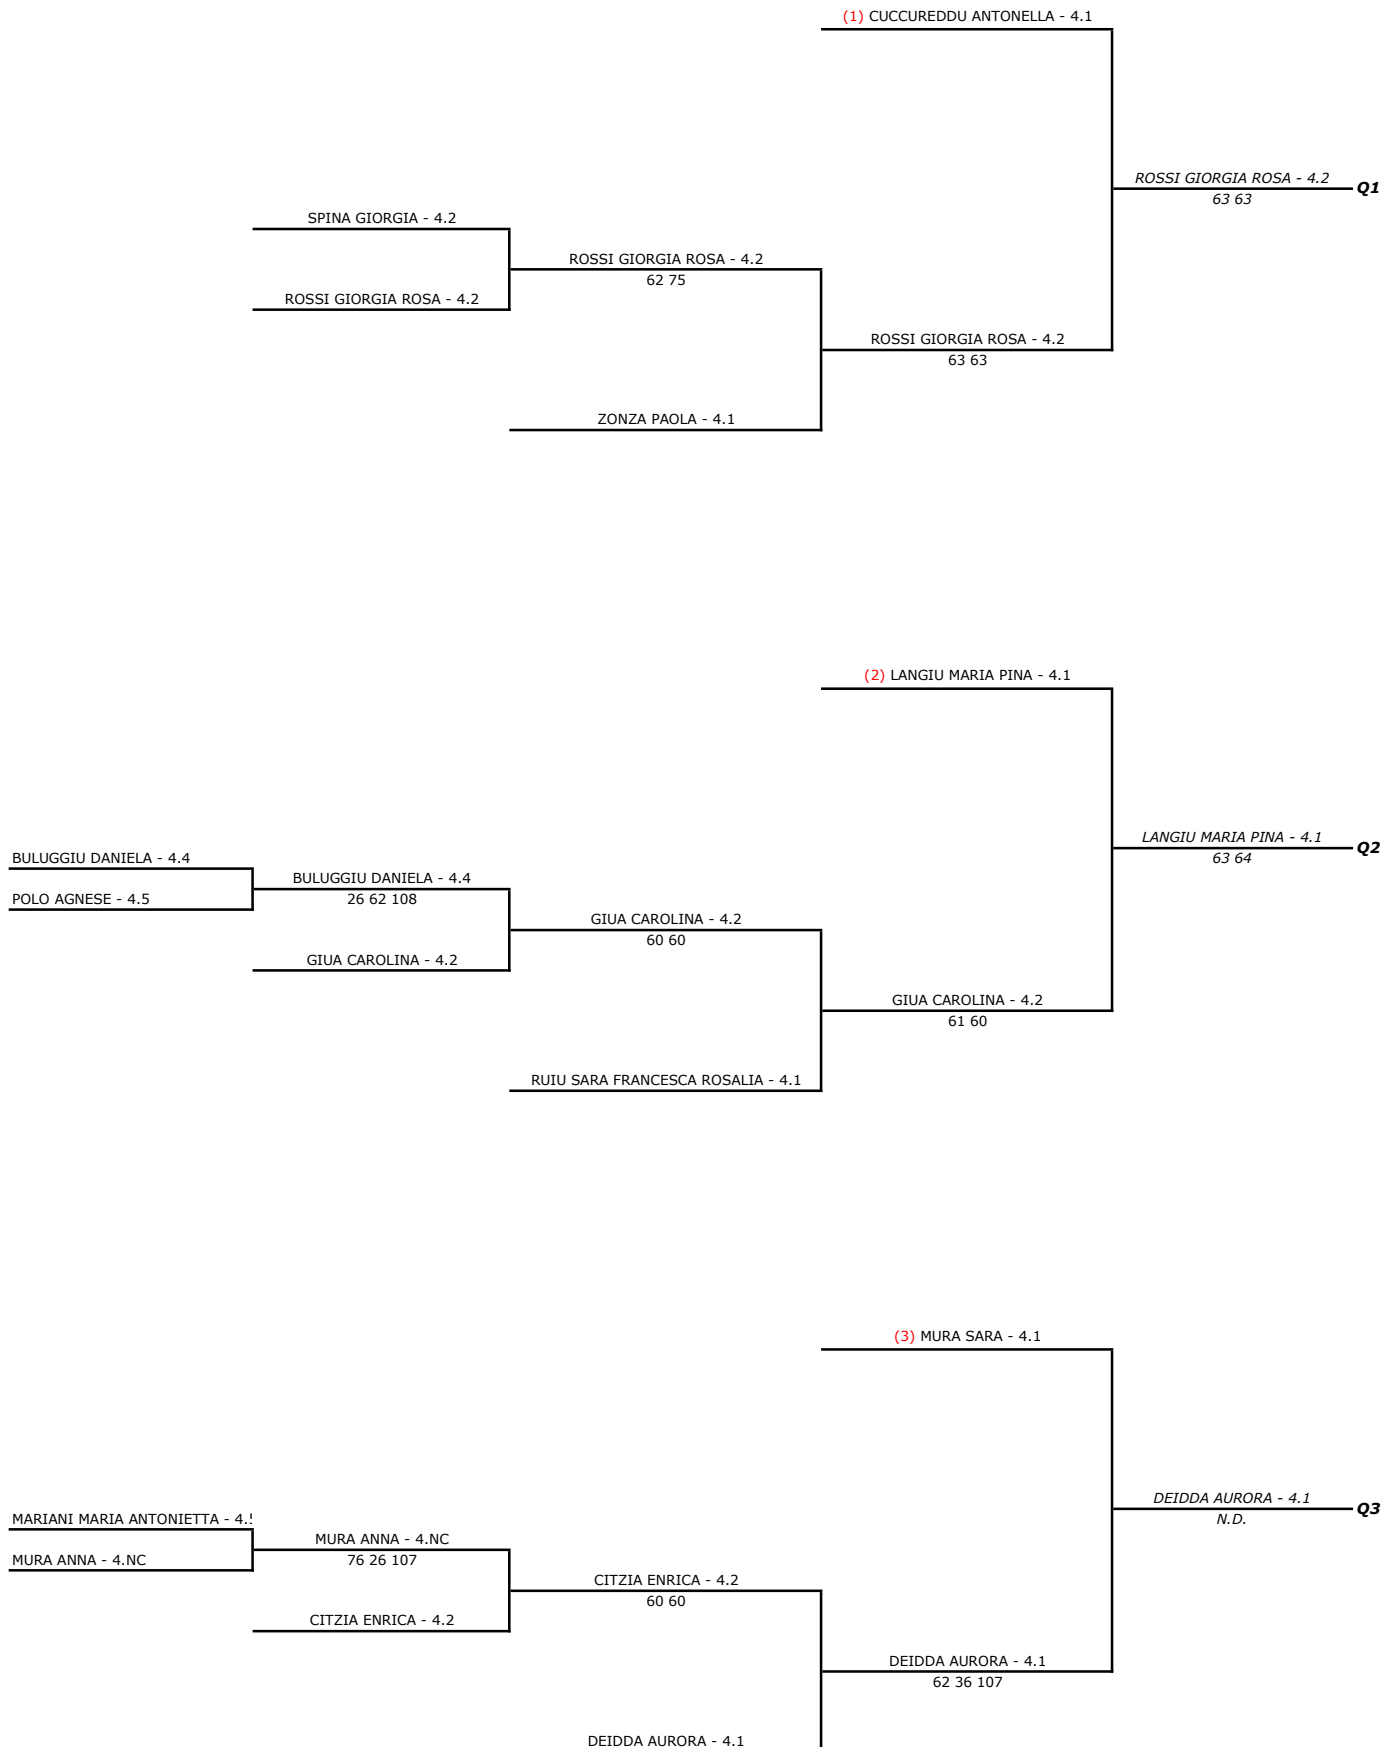 (1) CUCCUREDDU ANTONELLA - 4.1
ROSSI GIORGIA ROSA - 4.2
Q1
63 63
SPINA GIORGIA - 4.2
ROSSI GIORGIA ROSA - 4.2
62 75
ROSSI GIORGIA ROSA - 4.2
ROSSI GIORGIA ROSA - 4.2
63 63
ZONZA PAOLA - 4.1
(2) LANGIU MARIA PINA - 4.1
LANGIU MARIA PINA - 4.1
Q2
63 64
BULUGGIU DANIELA - 4.4
BULUGGIU DANIELA - 4.4
POLO AGNESE - 4.5
26 62 108
GIUA CAROLINA - 4.2
60 60
GIUA CAROLINA - 4.2
GIUA CAROLINA - 4.2
61 60
RUIU SARA FRANCESCA ROSALIA - 4.1
(3) MURA SARA - 4.1
DEIDDA AURORA - 4.1
Q3
N.D.
MARIANI MARIA ANTONIETTA -
MURA ANNA - 4.NC
MURA ANNA - 4.NC
76 26 107
CITZIA ENRICA - 4.2
60 60
CITZIA ENRICA - 4.2
DEIDDA AURORA - 4.1
62 36 107
DEIDDA AURORA - 4.1